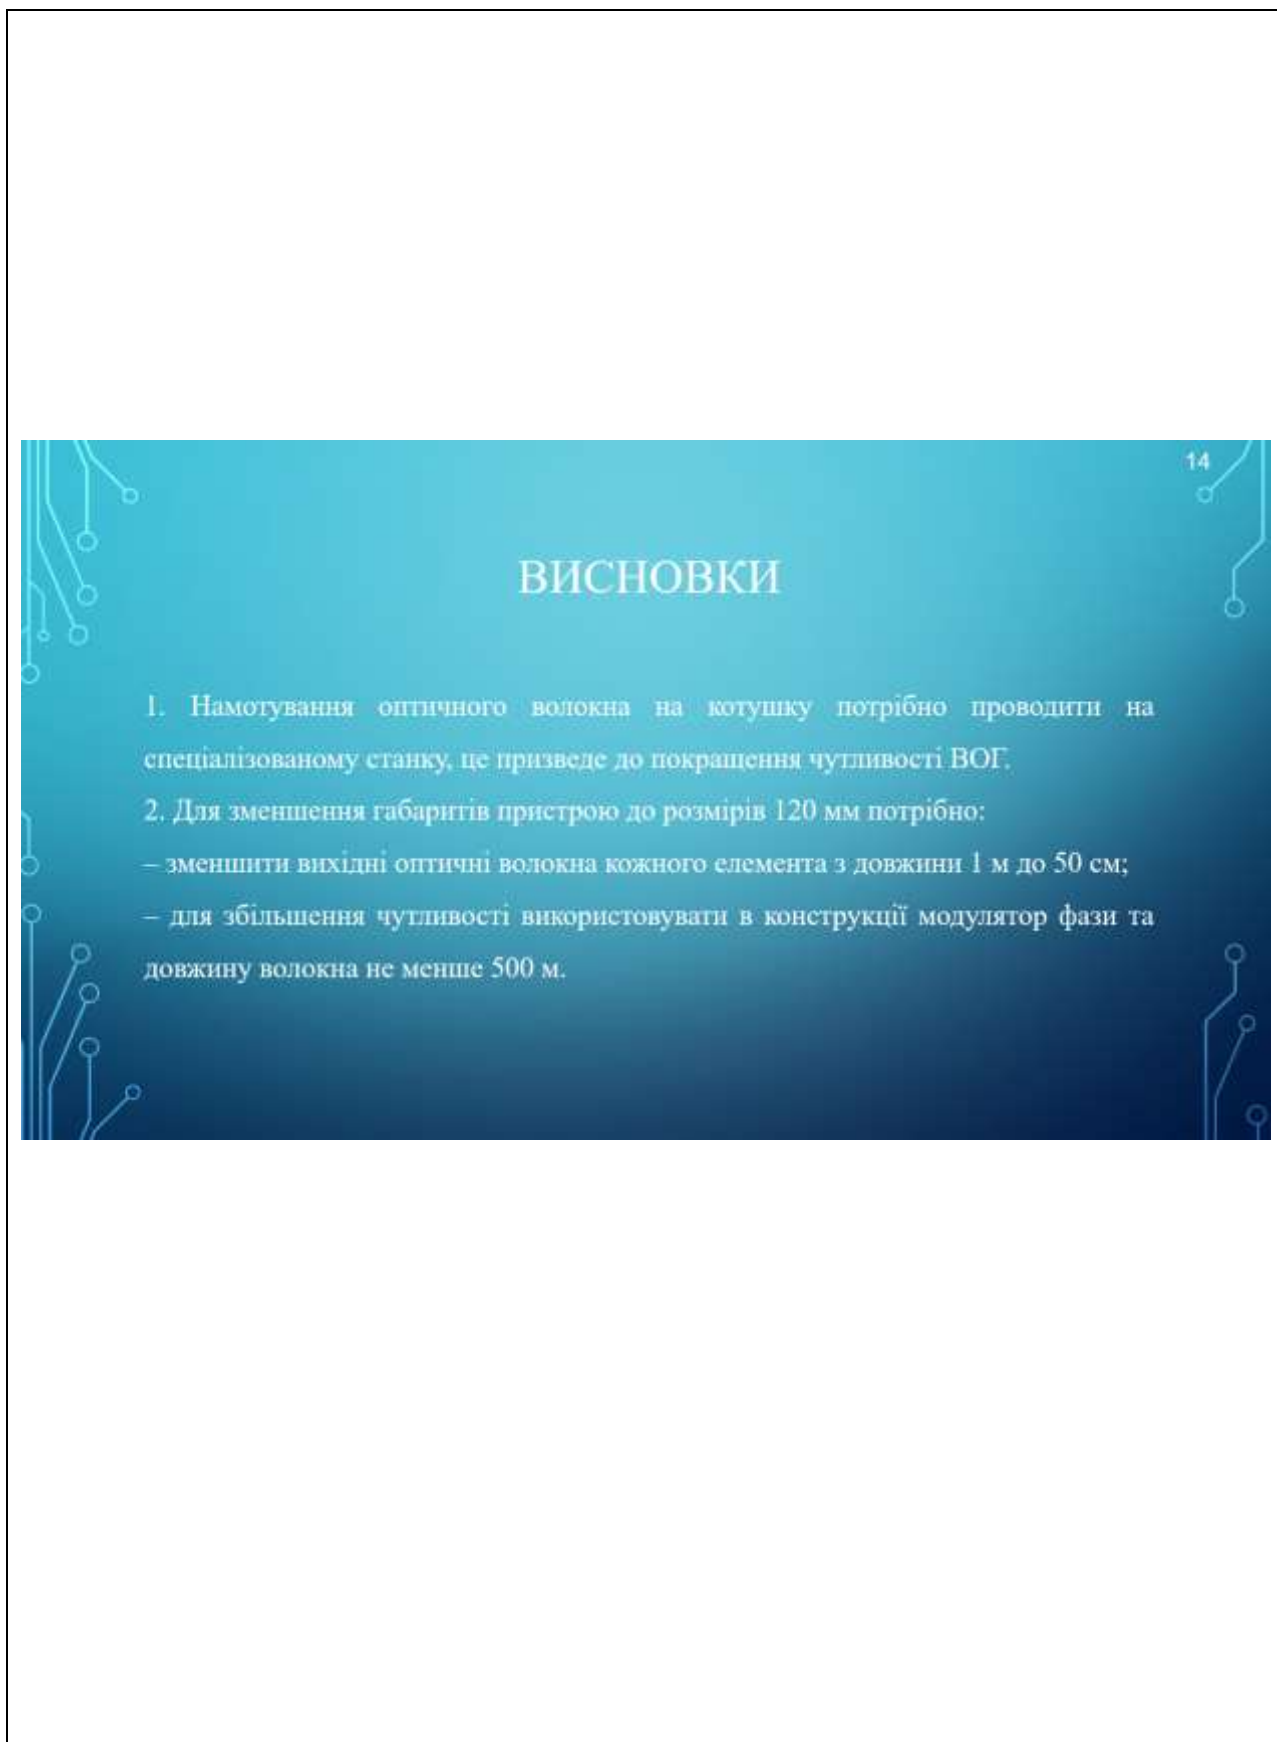 14
ВИСНОВКИ
1. Намотування оптичного волокна на котушку потрібно проводити на
спеціалізованому станку, це призведе до покращення чутливості ВОГ.
2. Для зменшення габаритів пристрою до розмірів 120 мм потрібно:
– зменшити вихідні оптичні волокна кожного елемента з довжини 1 м до 50 см;
– для збільшення чутливості використовувати в конструкції модулятор фази та
довжину волокна не менше 500 м.